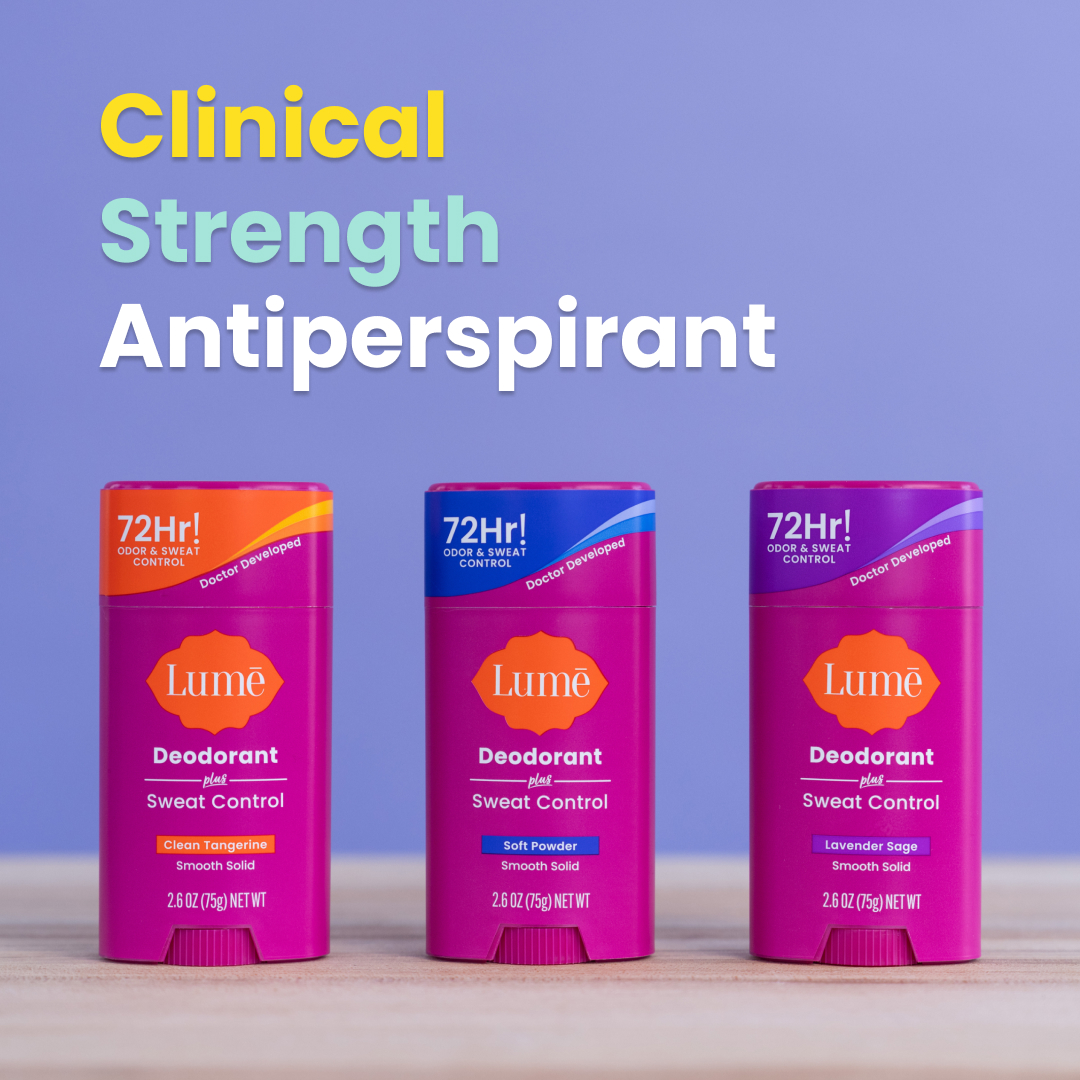 Clinical
Strength
Antiperspirant
72Hr!
ODOR & SWEAT
CONTROL
Doctor Developed
Lumē
Deodorant
plus
Sweat Control
Clean Tangerine
Smooth Solid
2.6 OZ (75g) NET WT
72Hr!
ODOR & SWEAT
CONTROL
Doctor Developed
Lumē
Deodorant
plus
Sweat Control
Soft Powder
Smooth Solid
2.6 OZ (75g) NET WT
72Hr!
ODOR & SWEAT
CONTROL
Doctor Developed
Lumē
Deodorant
plus
Sweat Control
Lavender Sage
Smooth Solid
2.6 OZ (75g) NET WT